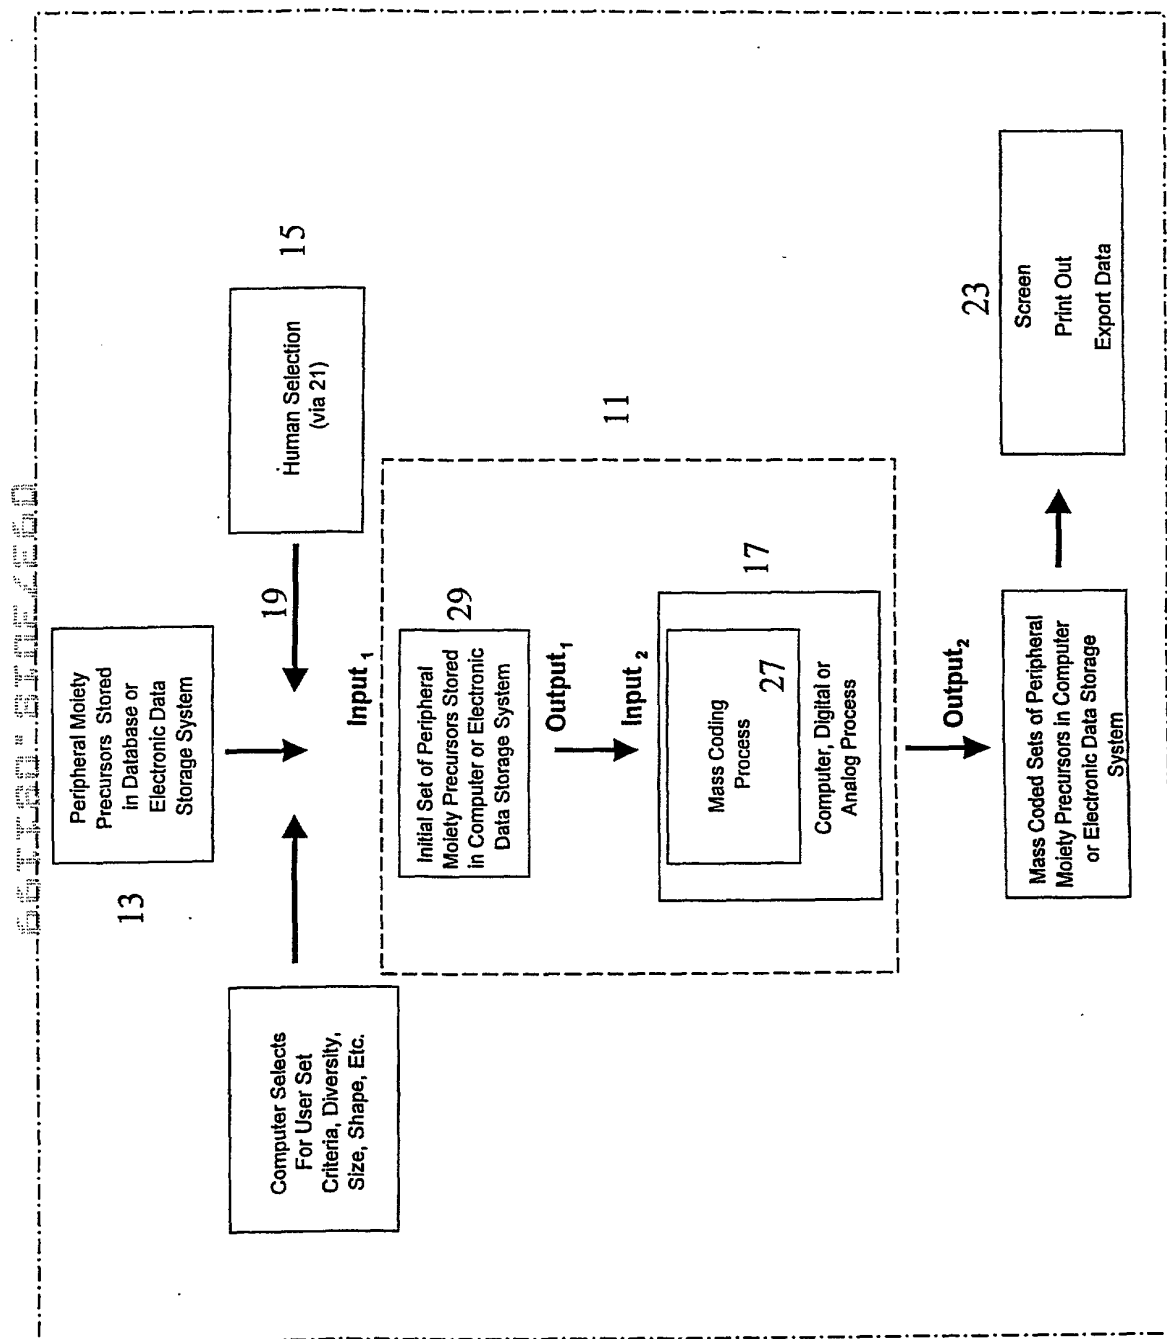 13
Peripheral Moiety
Precursors Stored
in Database or
Electronic Data
Storage System
Computer Selects
For User Set
Criteria, Diversity,
Size, Shape, Etc.
19
Human Selection
(via 21)
15
Input 1
11
Initial Set of Peripheral
Moiety Precursors Stored
in Computer or Electronic
Data Storage System
29
Output1
Input 2
Mass Coding
Process
27
17
Computer, Digital or
Analog Process
Output2
Mass Coded Sets of Peripheral
Moiety Precursors in Computer
or Electronic Data Storage
System
23
Screen
Print Out
Export Data